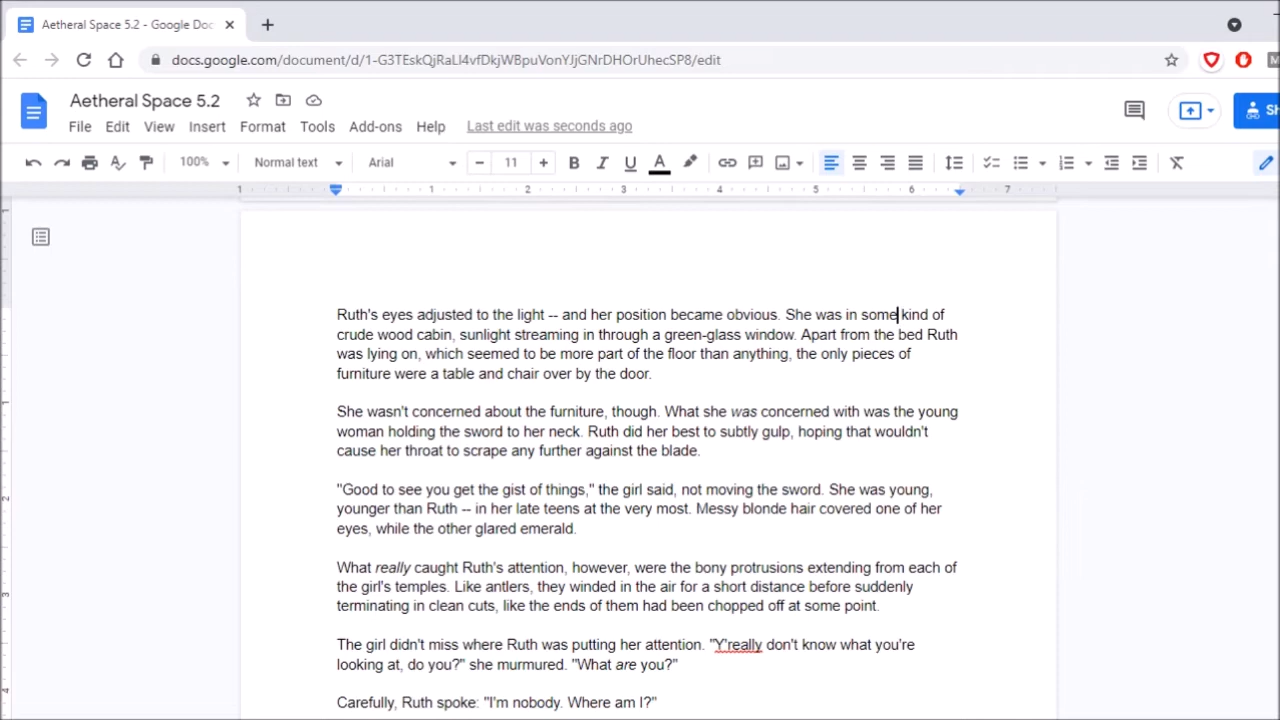 Aetheral Space 5.2 - Google Doc
docs.google.com/document/d/1-G3TEskQjRaLl4vfDkjWBpuVonYJjGNrDHOrUhecSP8/edit
Aetheral Space 5.2
File Edit View Insert Format Tools Add-ons Help Last edit was seconds ago
Sh
100% Normal text Arial 11
1 1 2 3 4 5 6 7
Ruth's eyes adjusted to the light -- and her position became obvious. She was in some kind of
crude wood cabin, sunlight streaming in through a green-glass window. Apart from the bed Ruth
was lying on, which seemed to be more part of the floor than anything, the only pieces of
furniture were a table and chair over by the door.
She wasn't concerned about the furniture, though. What she was concerned with was the young
woman holding the sword to her neck. Ruth did her best to subtly gulp, hoping that wouldn't
cause her throat to scrape any further against the blade.
"Good to see you get the gist of things," the girl said, not moving the sword. She was young,
younger than Ruth -- in her late teens at the very most. Messy blonde hair covered one of her
eyes, while the other glared emerald.
What really caught Ruth's attention, however, were the bony protrusions extending from each of
the girl's temples. Like antlers, they winded in the air for a short distance before suddenly
terminating in clean cuts, like the ends of them had been chopped off at some point.
The girl didn't miss where Ruth was putting her attention. "Y'really don't know what you're
looking at, do you?" she murmured. "What are you?"
Carefully, Ruth spoke: "I'm nobody. Where am I?"